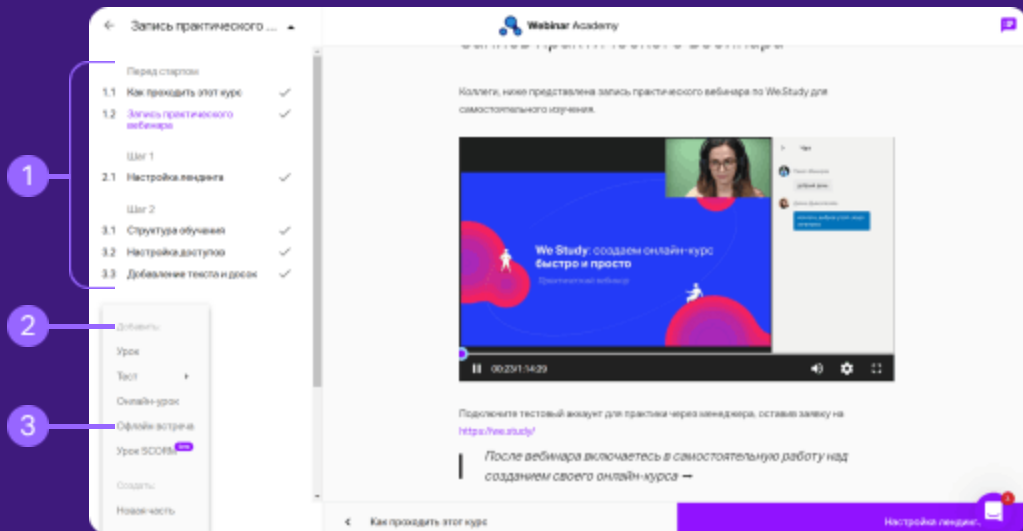 Запись практического ...
Webinar Academy
1
Перед стартом
1.1 Как проходить этот курс
1.2 Запись практического
вебинара
Шаг 1
2.1 Настройка лендинга
Шаг 2
3.1 Структура обучения
3.2 Настройка доступов
3.3 Добавление текста и досок
2
Добавить:
Урок
Тест
Онлайн-урок
3
Офлайн встреча
Урок SCORM
Создать:
Новая часть
Коллеги, ниже представлена запись практического вебинара по We.Study для
самостоятельного изучения.
We Study: создаем онлайн-курс
быстро и просто
Практический вебинар
Чат
00:23/1:14:29
Подключите тестовый аккаунт для практики через менеджера, оставив заявку на
https://we.study/
После вебинара включаетесь в самостоятельную работу над
созданием своего онлайн-курса →
Как проходить этот курс
Настройка лендинг..